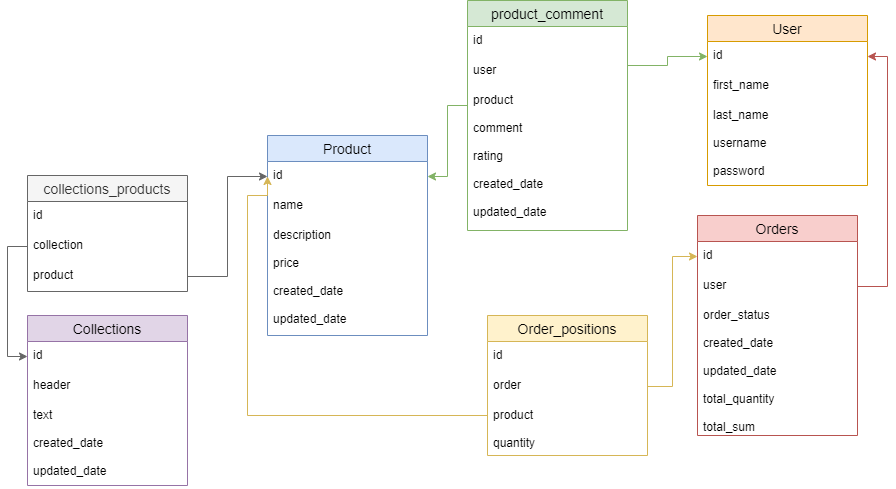 product_comment
id
user
product
comment
rating
created_date
updated_date
User
id
first_name
last_name
username
password
Product
id
name
description
price
created_date
updated_date
collections_products
id
collection
product
Collections
id
header
text
created_date
updated_date
Order_positions
id
order
product
quantity
Orders
id
user
order_status
created_date
updated_date
total_quantity
total_sum